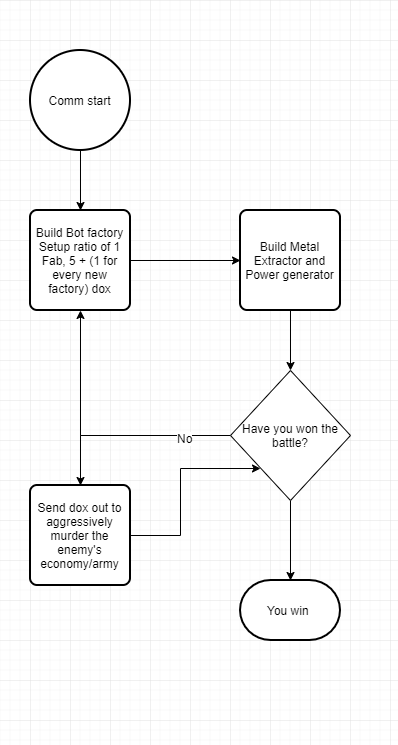 Comm start
Build Bot factory
Setup ratio of 1
Fab, 5 + (1 for
every new
factory) dox
Build Metal
Extractor and
Power generator
Have you won the
battle?
No
Send dox out to
aggressively
murder the
enemy's
economy/army
You win